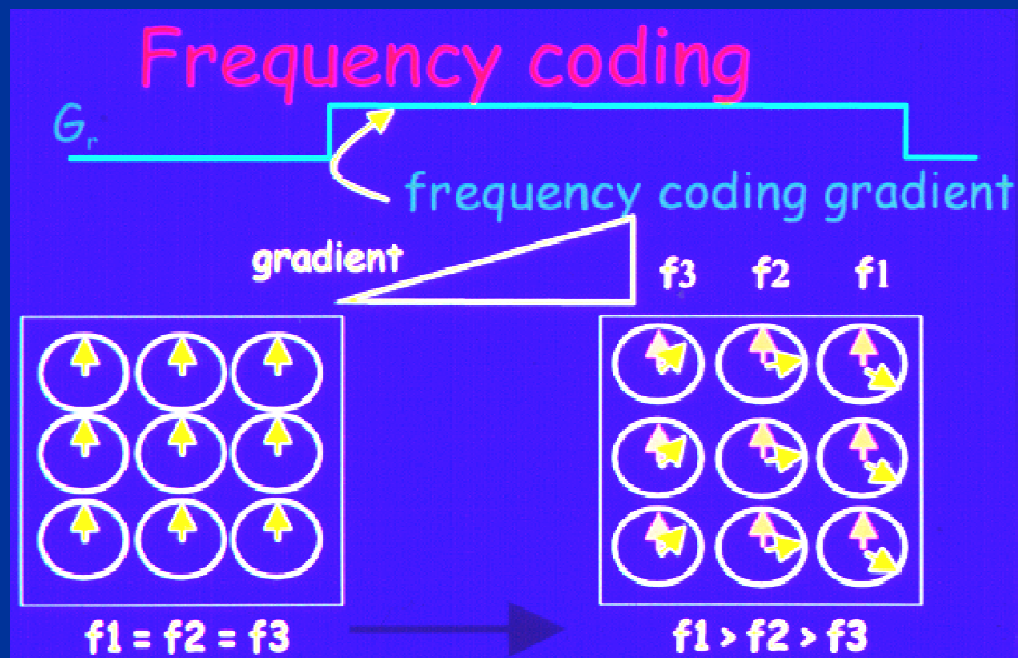 Frequency coding
Gr
frequency coding gradient
gradient
f3 f2 f1
f1 = f2 = f3
f1 > f2 > f3